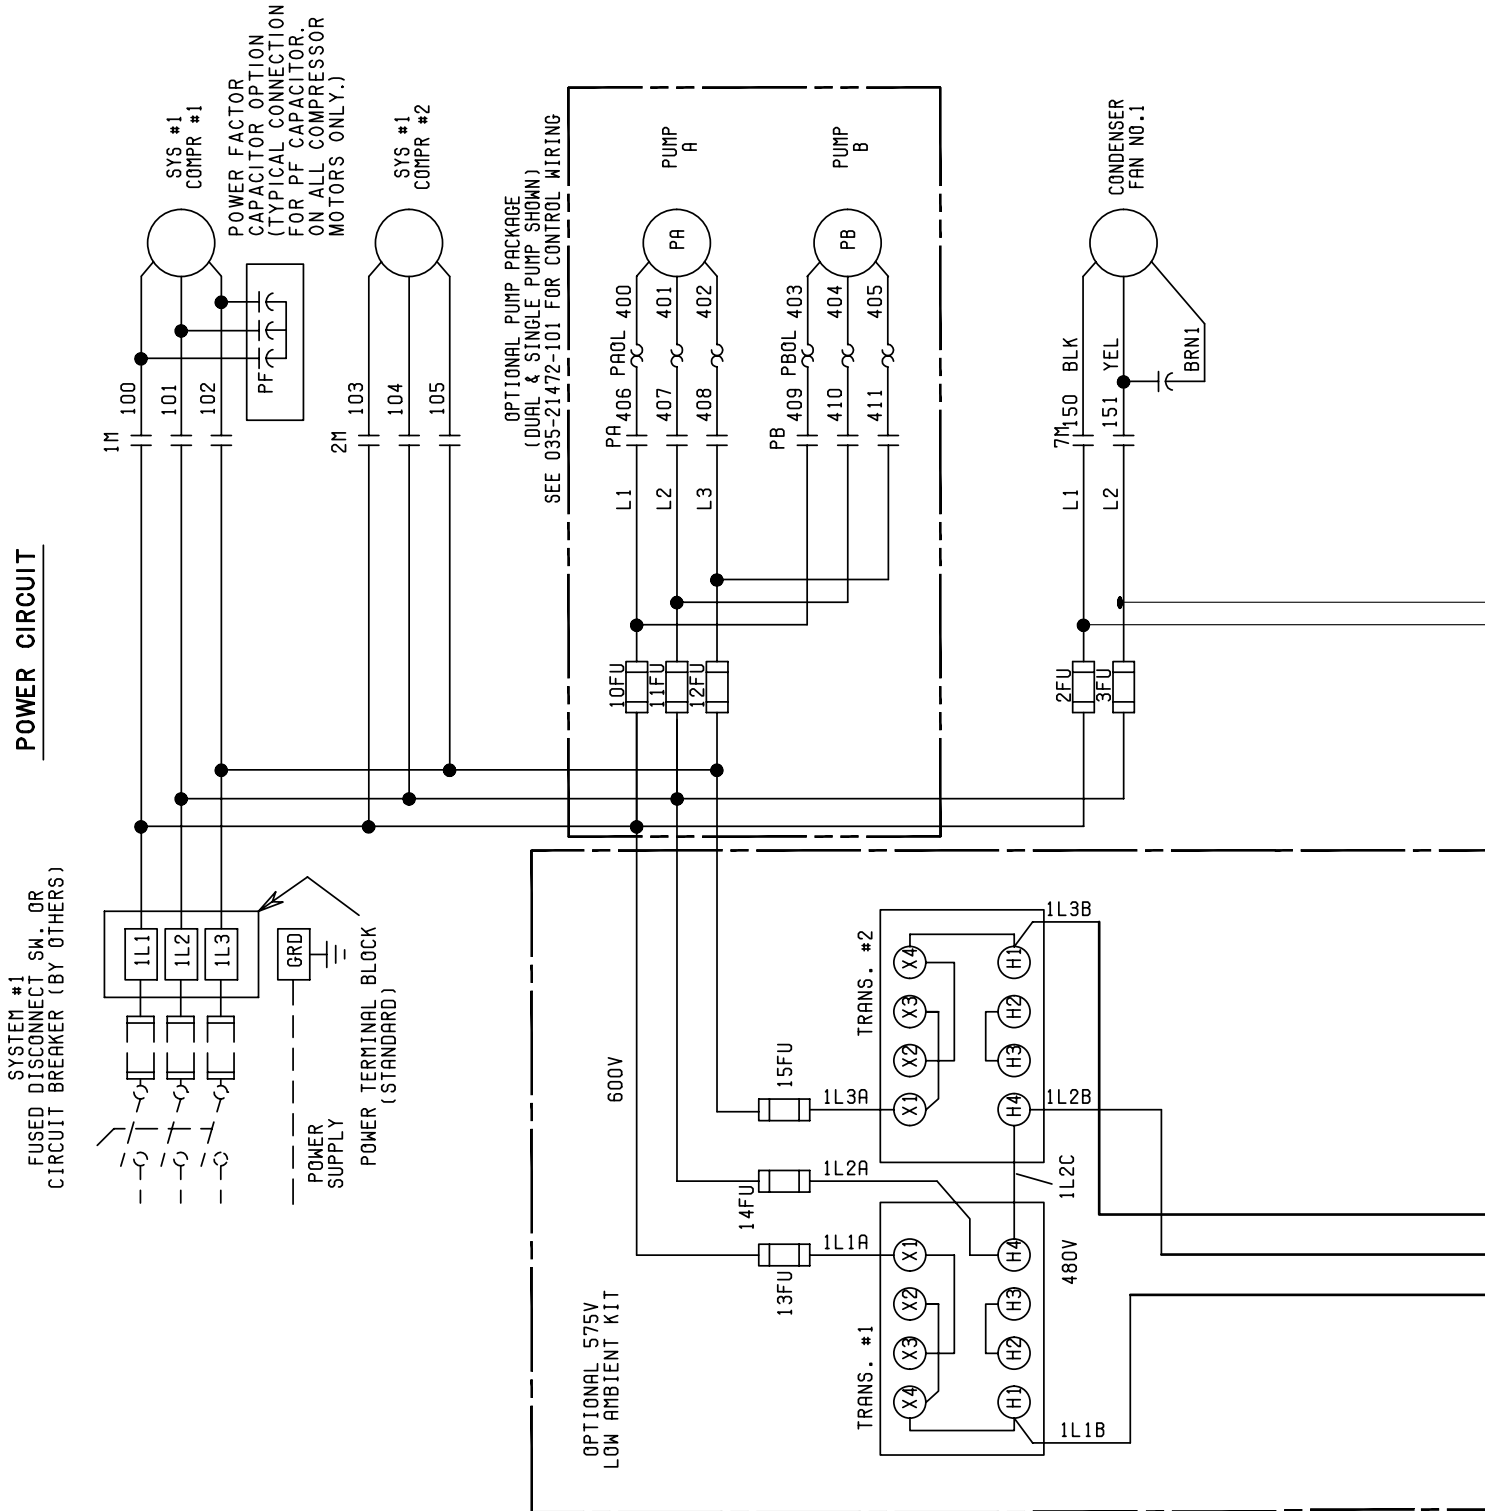 POWER CIRCUIT
SYS #1
COMPR #1
POWER FACTOR
CAPACITOR OPTION
(TYPICAL CONNECTION
FOR PF CAPACITOR.
ON ALL COMPRESSOR
MOTORS ONLY.)
1M
100
101
102
PF
SYS #1
COMPR #2
2M
103
104
105
OPTIONAL PUMP PACKAGE
(DUAL & SINGLE PUMP SHOWN)
SEE 035-21472-101 FOR CONTROL WIRING
PUMP
A
PA
400
401
402
PAOL
406
407
408
PA
L1
L2
L3
PUMP
B
PB
403
404
405
PBOL
409
410
411
PB
10FU
11FU
12FU
CONDENSER
FAN NO.1
BLK
YEL
BRN1
7M
150
151
L1
L2
2FU
3FU
SYSTEM #1
FUSED DISCONNECT SW. OR
CIRCUIT BREAKER (BY OTHERS)
1L1
1L2
1L3
GRD
POWER
SUPPLY
POWER TERMINAL BLOCK
(STANDARD)
600V
OPTIONAL 575V
LOW AMBIENT KIT
15FU
14FU
13FU
1L3A
1L2A
1L1A
TRANS. #2
X4
X3
X2
X1
H1
H2
H3
H4
1L3B
1L2B
1L2C
TRANS. #1
X1
X2
X3
X4
H4
H3
H2
H1
480V
1L1B